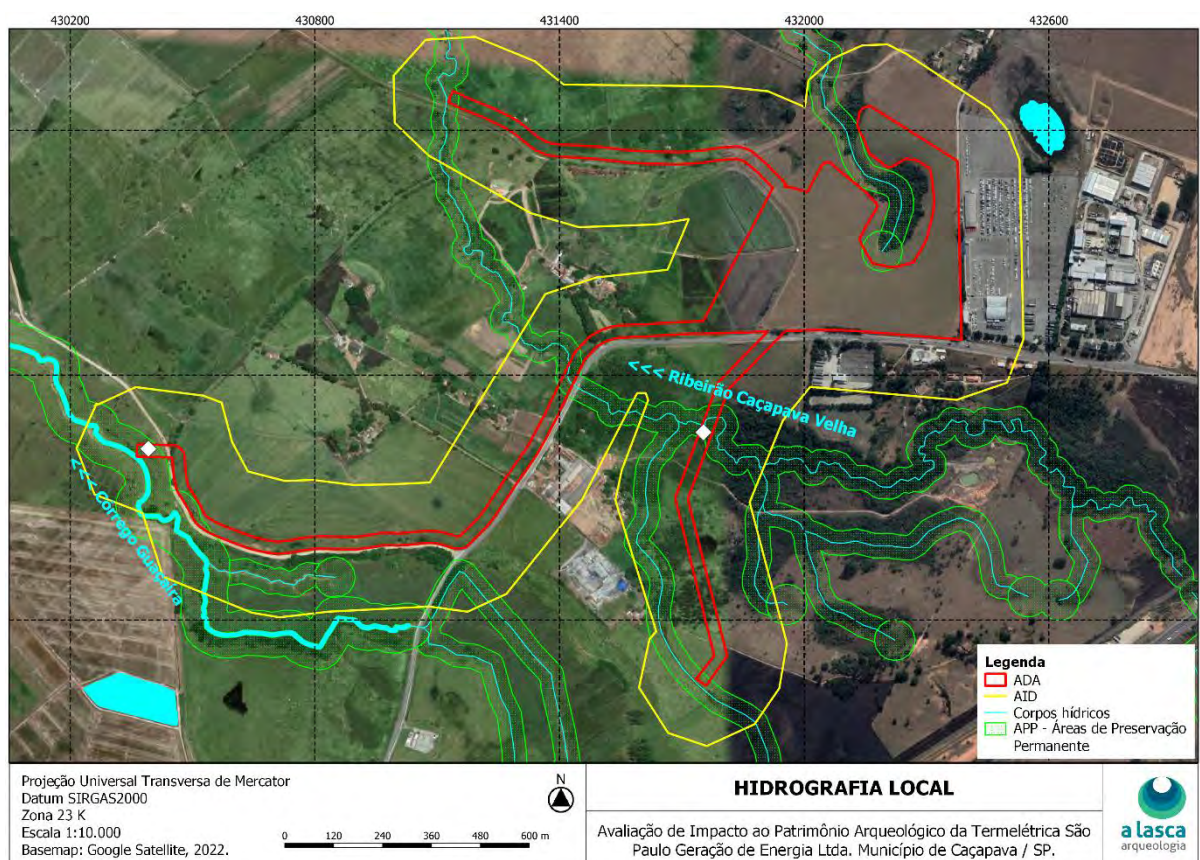 430200 430800 431400 432000 432600
<<< Ribeirão Caçapava Velha
<<< Corrego Guamirra
Legenda
ADA
AID
Corpos hídricos
APP - Áreas de Preservação
Permanente
Projeção Universal Transversa de Mercator
Datum SIRGAS2000
Zona 23 K
Escala 1:10.000
Basemap: Google Satellite, 2022.
N
0 120 240 360 480 600 m
HIDROGRAFIA LOCAL
Avaliação de Impacto ao Patrimônio Arqueológico da Termelétrica São
Paulo Geração de Energia Ltda. Município de Caçapava / SP.
a lasca
arqueologia